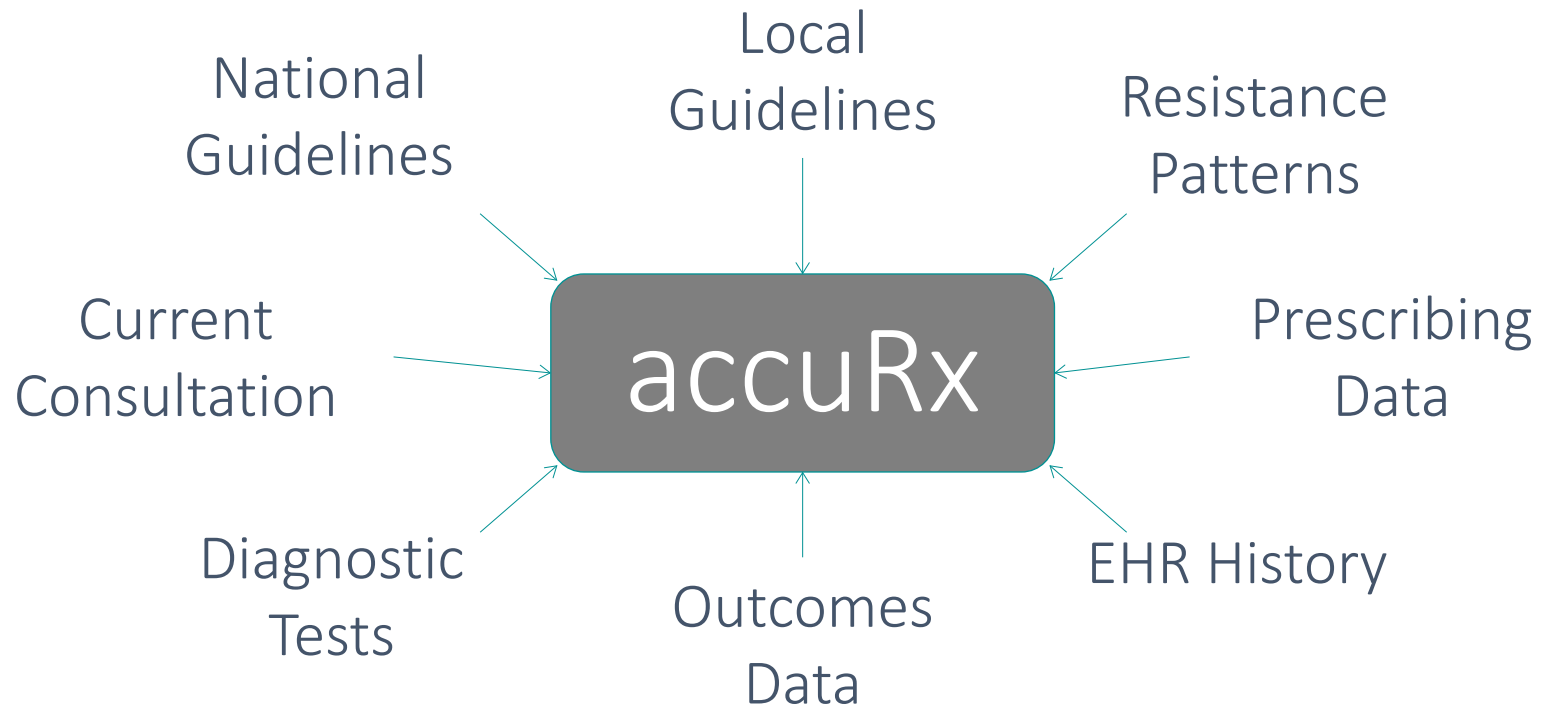 Local
Guidelines
National
Guidelines
Resistance
Patterns
Current
Consultation
accuRx
Prescribing
Data
Diagnostic
Tests
Outcomes
Data
EHR History